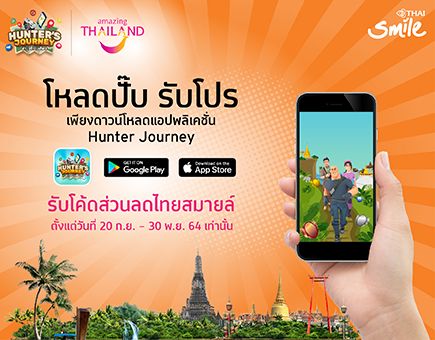 HUNTER'S
JOURNEY
amazing
THAILAND
THAI
Smile
โหลดปั๊บ รับโปร
เพียงดาวน์โหลดแอปพลิเคชั่น
Hunter Journey
HUNTER'S
JOURNEY
GET IT ON
Google Play
Download on the
App Store
รับโค้ดส่วนลดไทยสมายล์
ตั้งแต่วันที่ 20 ก.ย. - 30 พ.ย. 64 เท่านั้น